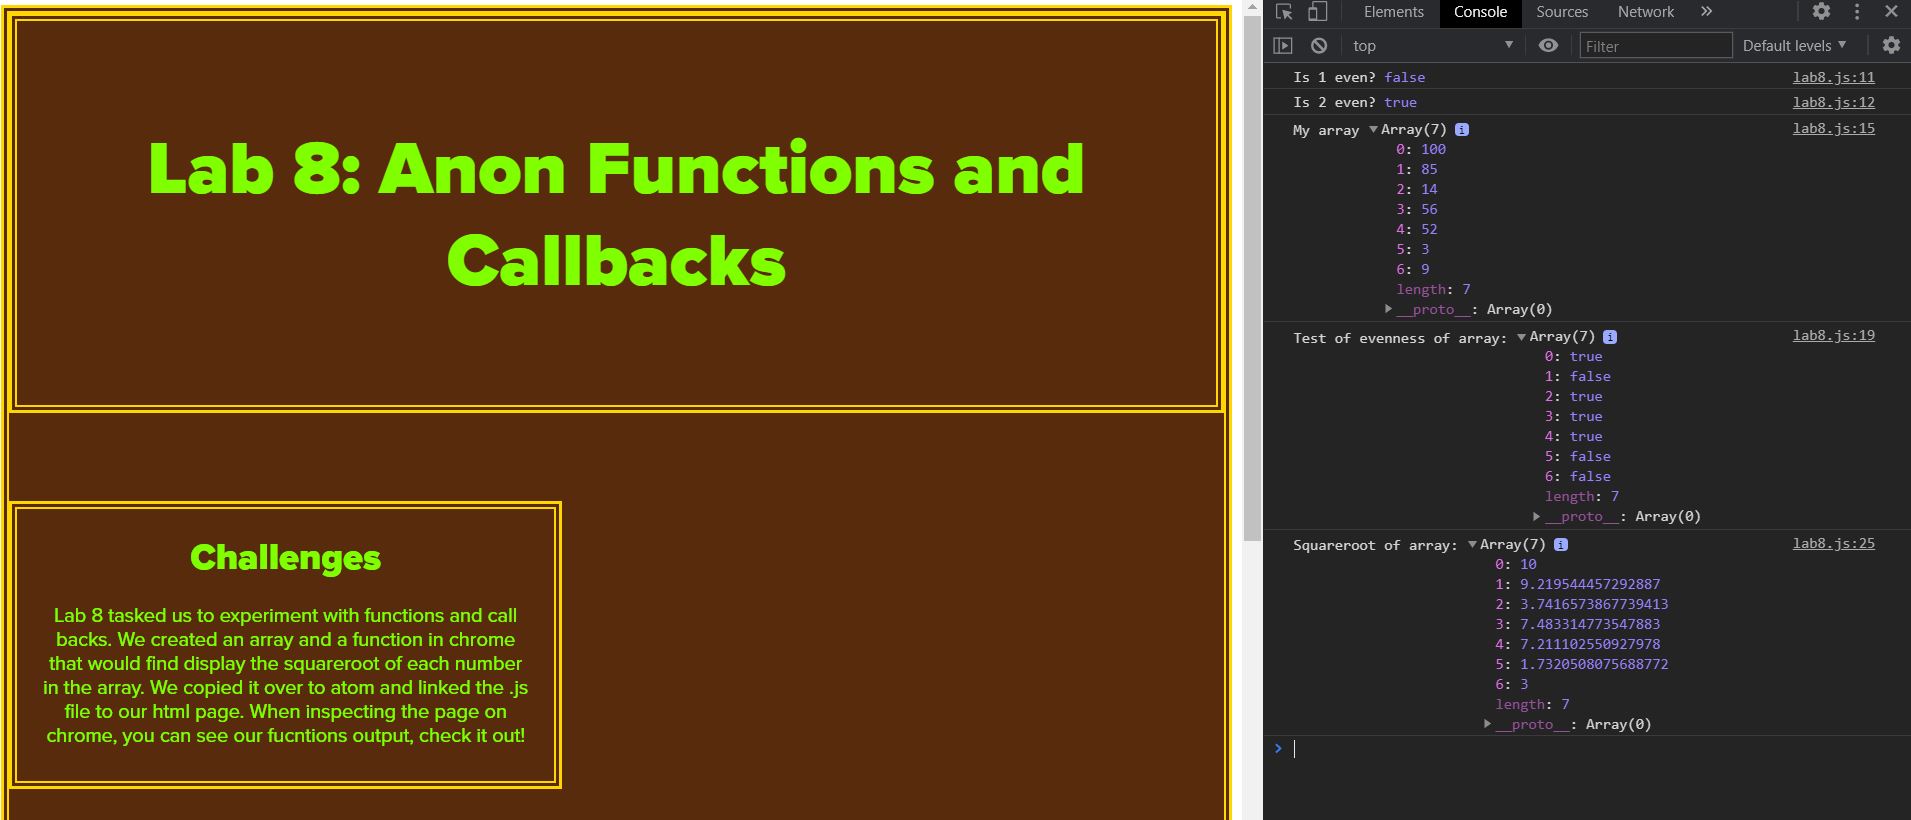 Lab 8: Anon Functions and
Callbacks
Challenges
Lab 8 tasked us to experiment with functions and call
backs. We created an array and a function in chrome
that would find display the squareroot of each number
in the array. We copied it over to atom and linked the .js
file to our html page. When inspecting the page on
chrome, you can see our fucntions output, check it out!
Elements Console Sources Network »
top Filter Default levels
Is 1 even? false lab8.js:11
Is 2 even? true lab8.js:12
My array Array(7) i lab8.js:15
0: 100
1: 85
2: 14
3: 56
4: 52
5: 3
6: 9
length: 7
__proto__: Array(0)
Test of evenness of array: Array(7) i lab8.js:19
0: true
1: false
2: true
3: true
4: true
5: false
6: false
length: 7
__proto__: Array(0)
Squareroot of array: Array(7) i lab8.js:25
0: 10
1: 9.219544457292887
2: 3.7416573867739413
3: 7.483314773547883
4: 7.211102550927978
5: 1.7320508075688772
6: 3
length: 7
__proto__: Array(0)